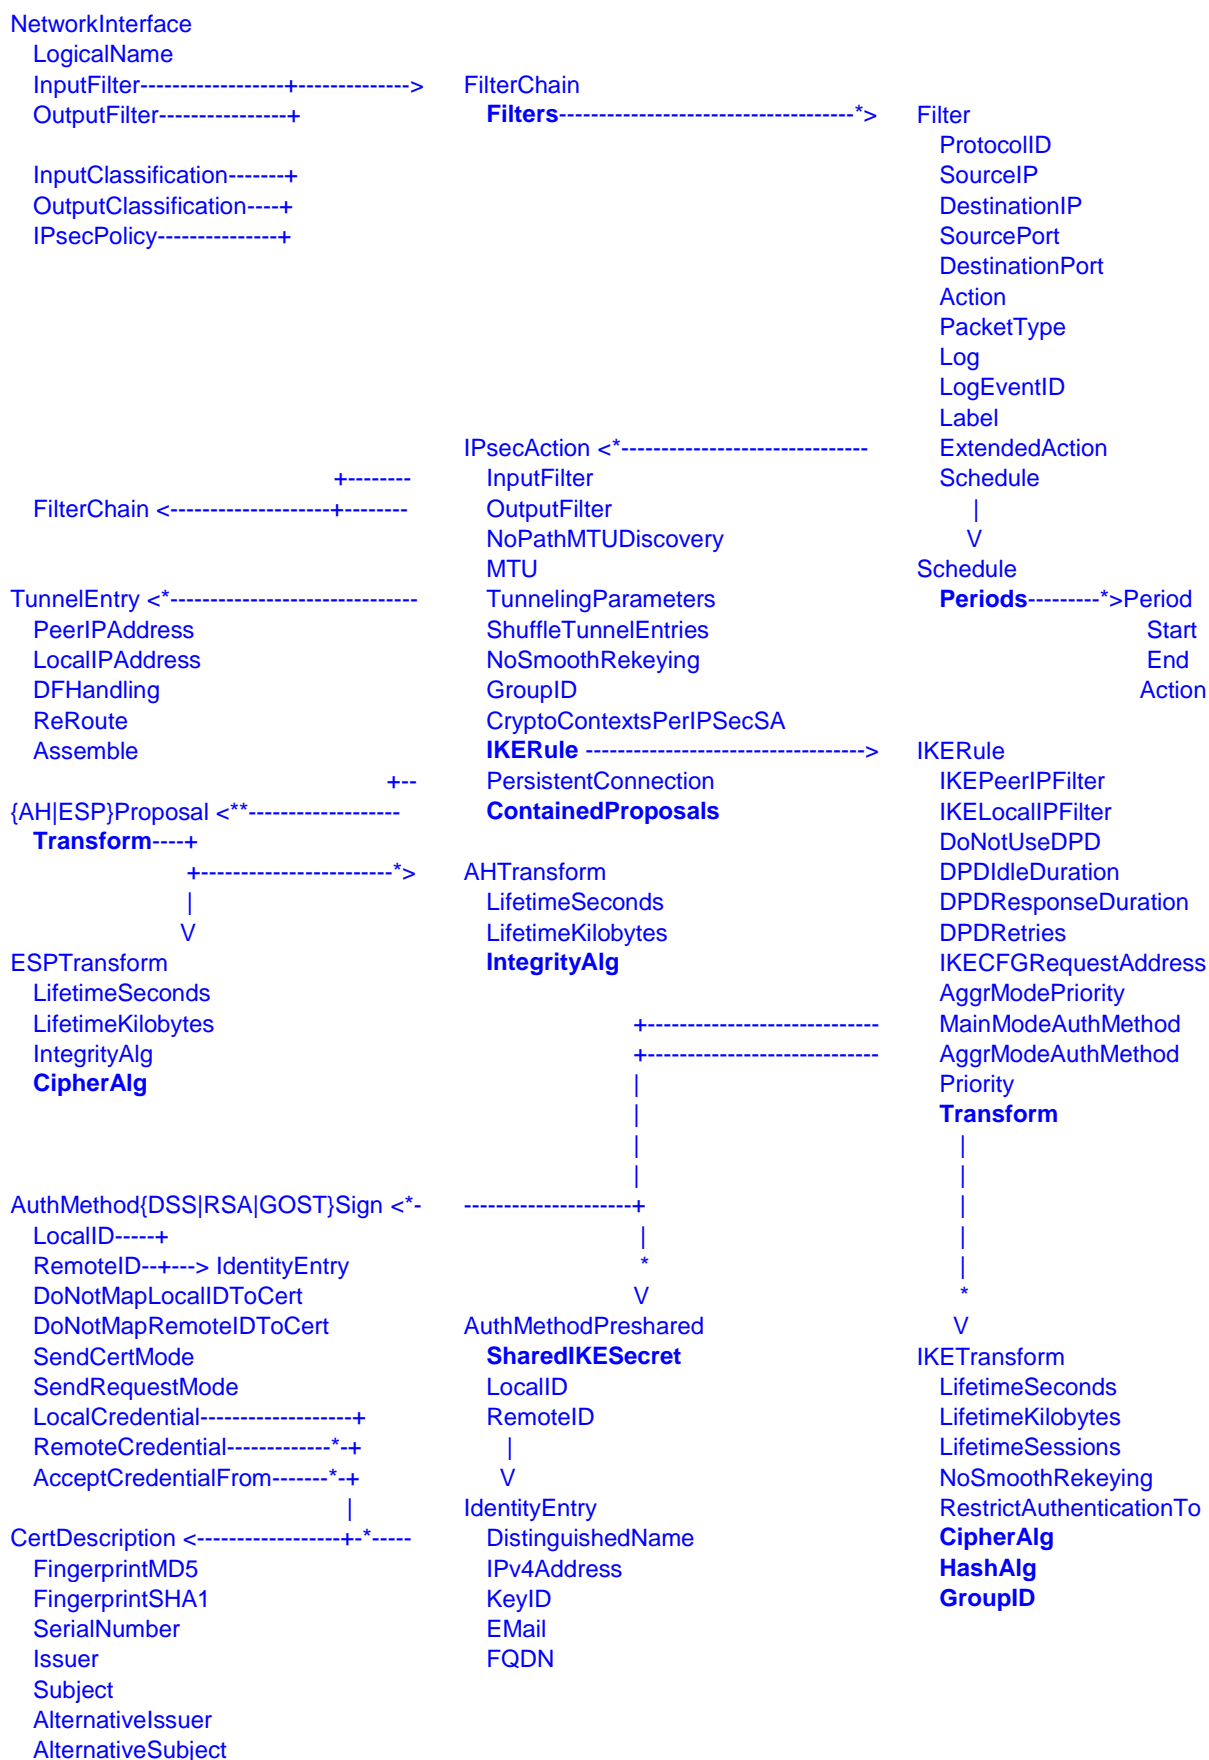 NetworkInterface
LogicalName
InputFilter------------------+--------------> FilterChain
OutputFilter----------------+ Filters-------------------------------------*> Filter
ProtocolID
InputClassification-------+ SourceIP
OutputClassification----+ DestinationIP
IPsecPolicy---------------+ SourcePort
DestinationPort
Action
PacketType
Log
LogEventID
Label
IPsecAction <*------------------------------- ExtendedAction
+-------- InputFilter Schedule
FilterChain <--------------------+-------- OutputFilter |
NoPathMTUDiscovery V
MTU Schedule
TunnelEntry <*------------------------------- TunnelingParameters Periods---------*>Period
PeerIPAddress ShuffleTunnelEntries Start
LocalIPAddress NoSmoothRekeying End
DFHandling GroupID Action
ReRoute CryptoContextsPerIPSecSA
Assemble IKERule -----------------------------------> IKERule
+-- PersistentConnection IKEPeerIPFilter
{AH|ESP}Proposal <**------------------- ContainedProposals IKELocalIPFilter
Transform----+ DoNotUseDPD
+------------------------*> AHTransform DPDIdleDuration
| LifetimeSeconds DPDResponseDuration
V LifetimeKilobytes DPDRetries
ESPTransform IntegrityAlg IKECFGRequestAddress
LifetimeSeconds AggrModePriority
LifetimeKilobytes +----------------------------- MainModeAuthMethod
IntegrityAlg +----------------------------- AggrModeAuthMethod
CipherAlg | Priority
| Transform
| |
| |
AuthMethod{DSS|RSA|GOST}Sign <*- ---------------------+ |
LocalID-----+ | |
RemoteID--+---> IdentityEntry * |
DoNotMapLocalIDToCert V *
DoNotMapRemoteIDToCert AuthMethodPreshared V
SendCertMode SharedIKESecret IKETransform
SendRequestMode LocalID LifetimeSeconds
LocalCredential-------------------+ RemoteID LifetimeKilobytes
RemoteCredential-------------*-+ | LifetimeSessions
AcceptCredentialFrom-------*-+ V NoSmoothRekeying
| IdentityEntry RestrictAuthenticationTo
CertDescription <------------------+-*----- DistinguishedName CipherAlg
FingerprintMD5 IPv4Address HashAlg
FingerprintSHA1 KeyID GroupID
SerialNumber EMail
Issuer FQDN
Subject
AlternativeIssuer
AlternativeSubject